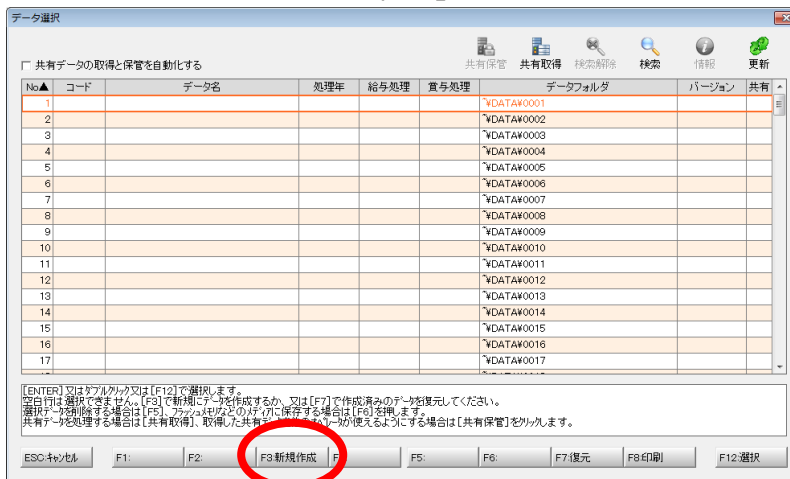 データ選択
共有データの取得と保管を自動化する
共有保管 共有取得 検索解除 検索 情報 更新
No▲ コード データ名 処理年 給与処理 賞与処理 データフォルダ バージョン 共有
1 ~¥DATA¥0001
2 ~¥DATA¥0002
3 ~¥DATA¥0003
4 ~¥DATA¥0004
5 ~¥DATA¥0005
6 ~¥DATA¥0006
7 ~¥DATA¥0007
8 ~¥DATA¥0008
9 ~¥DATA¥0009
10 ~¥DATA¥0010
11 ~¥DATA¥0011
12 ~¥DATA¥0012
13 ~¥DATA¥0013
14 ~¥DATA¥0014
15 ~¥DATA¥0015
16 ~¥DATA¥0016
17 ~¥DATA¥0017
[ENTER]又はダブルクリック又は[F12]で選択します。
空白行は選択できません。[F3]で新規にデータを作成するか、又は[F7]で作成済みのデータを復元してください。
選択データを削除する場合は[F5]、フラッシュメモリなどのメディアに保存する場合は[F6]を押します。
共有データを処理する場合は[共有取得]、取得した共有データを が使えるようにする場合は[共有保管]をクリックします。
ESC:キャンセル F1: F2: F3:新規作成 F5: F6: F7:復元 F8:印刷 F12:選択